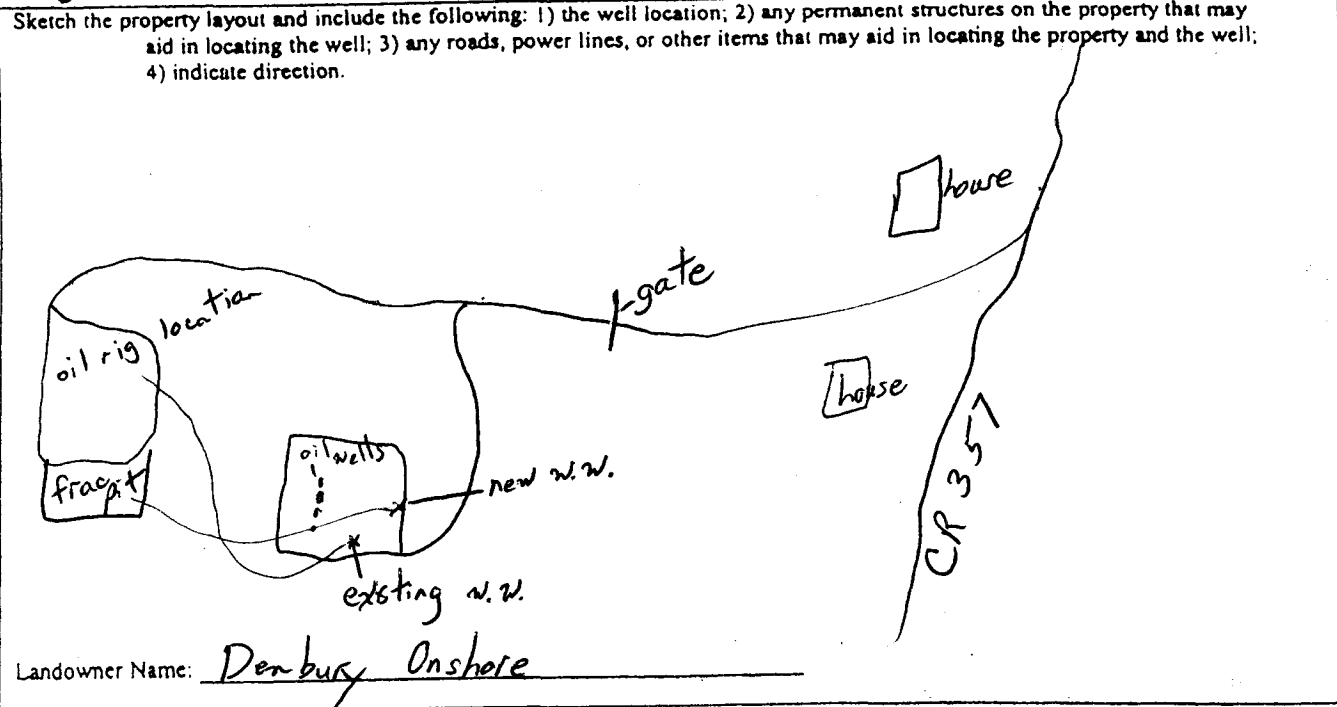 Sketch the property layout and include the following: 1) the well location; 2) any permanent structures on the property that may
aid in locating the well; 3) any roads, power lines, or other items that may aid in locating the property and the well;
4) indicate direction.
house
gate
location
oil rig
house
oil wells
frac pit
new w.w.
CR 357
existing w.w.
Landowner Name: Denbury Onshore